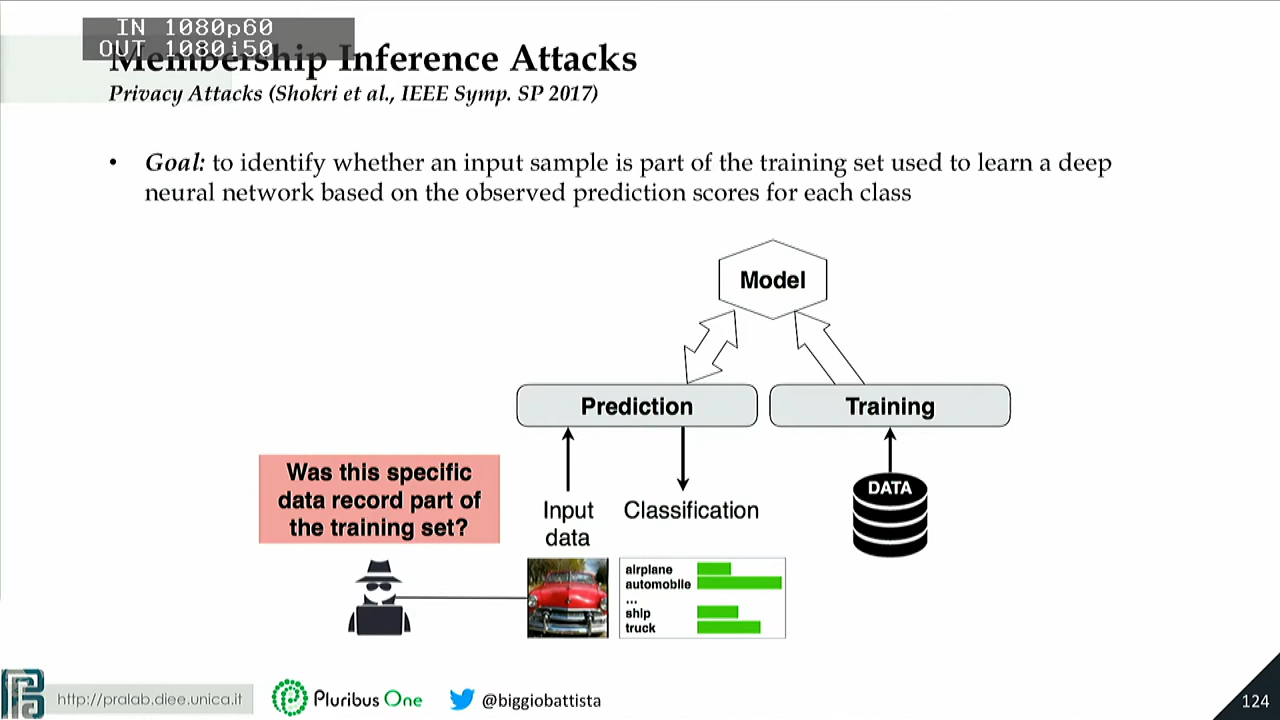 IN 1080p60
OUT 1080i50
Membership Inference Attacks
Privacy Attacks (Shokri et al., IEEE Symp. SP 2017)
• Goal: to identify whether an input sample is part of the training set used to learn a deep
neural network based on the observed prediction scores for each class
Model
Prediction
Training
Was this specific
data record part of
the training set?
Input
data
Classification
DATA
airplane
automobile
...
ship
truck
http://pralab.diee.unica.it
Pluribus One
@biggiobattista
124